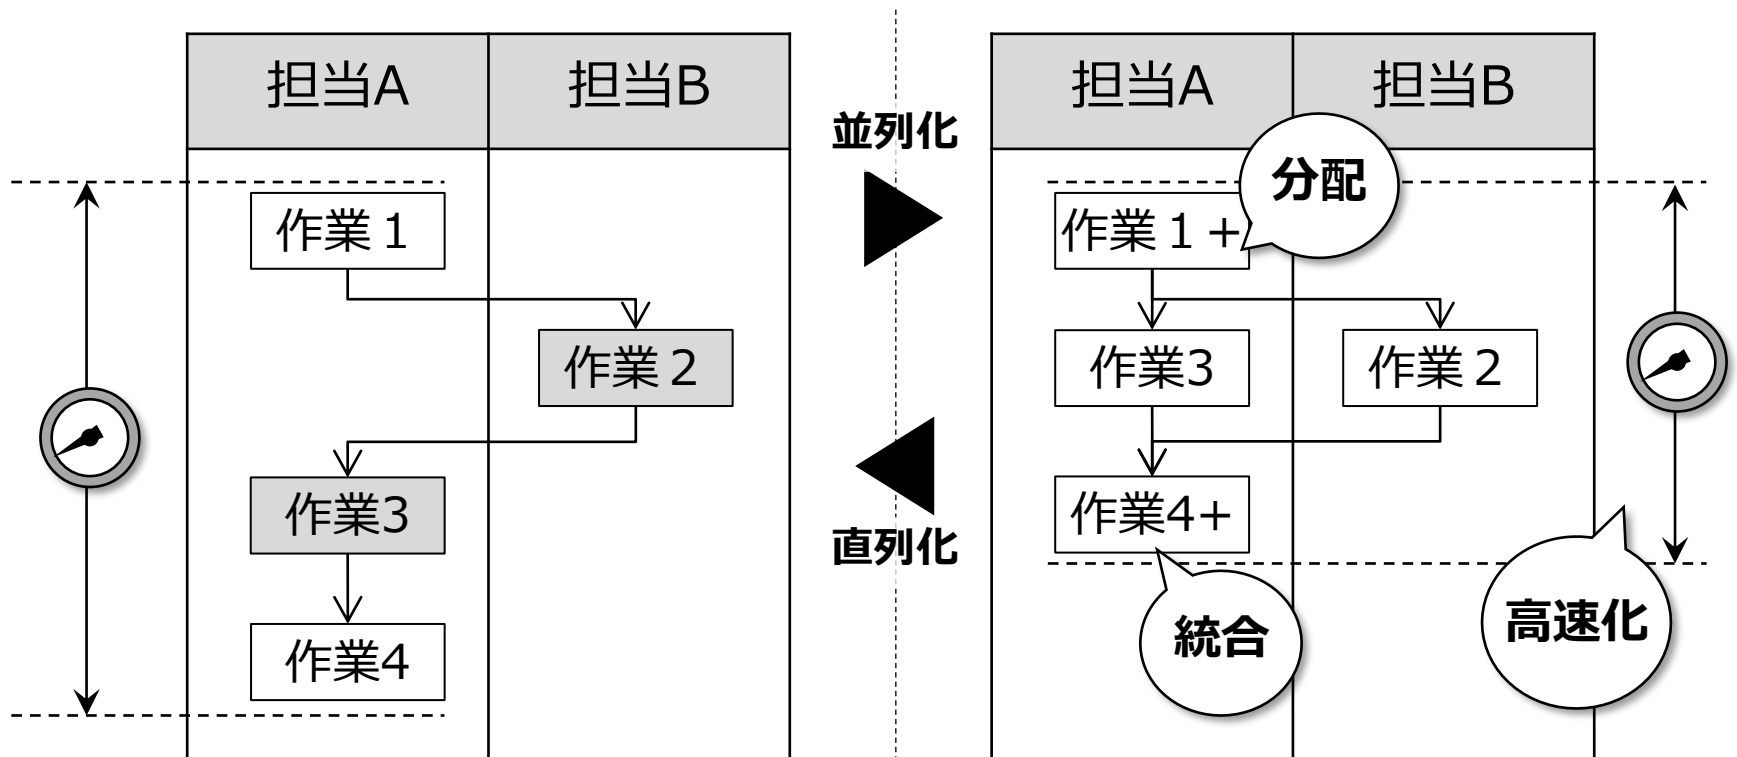 担当A
担当B
作業１
作業２
作業3
作業4
並列化
直列化
担当A
担当B
分配
作業１+
作業3
作業２
作業4+
統合
高速化